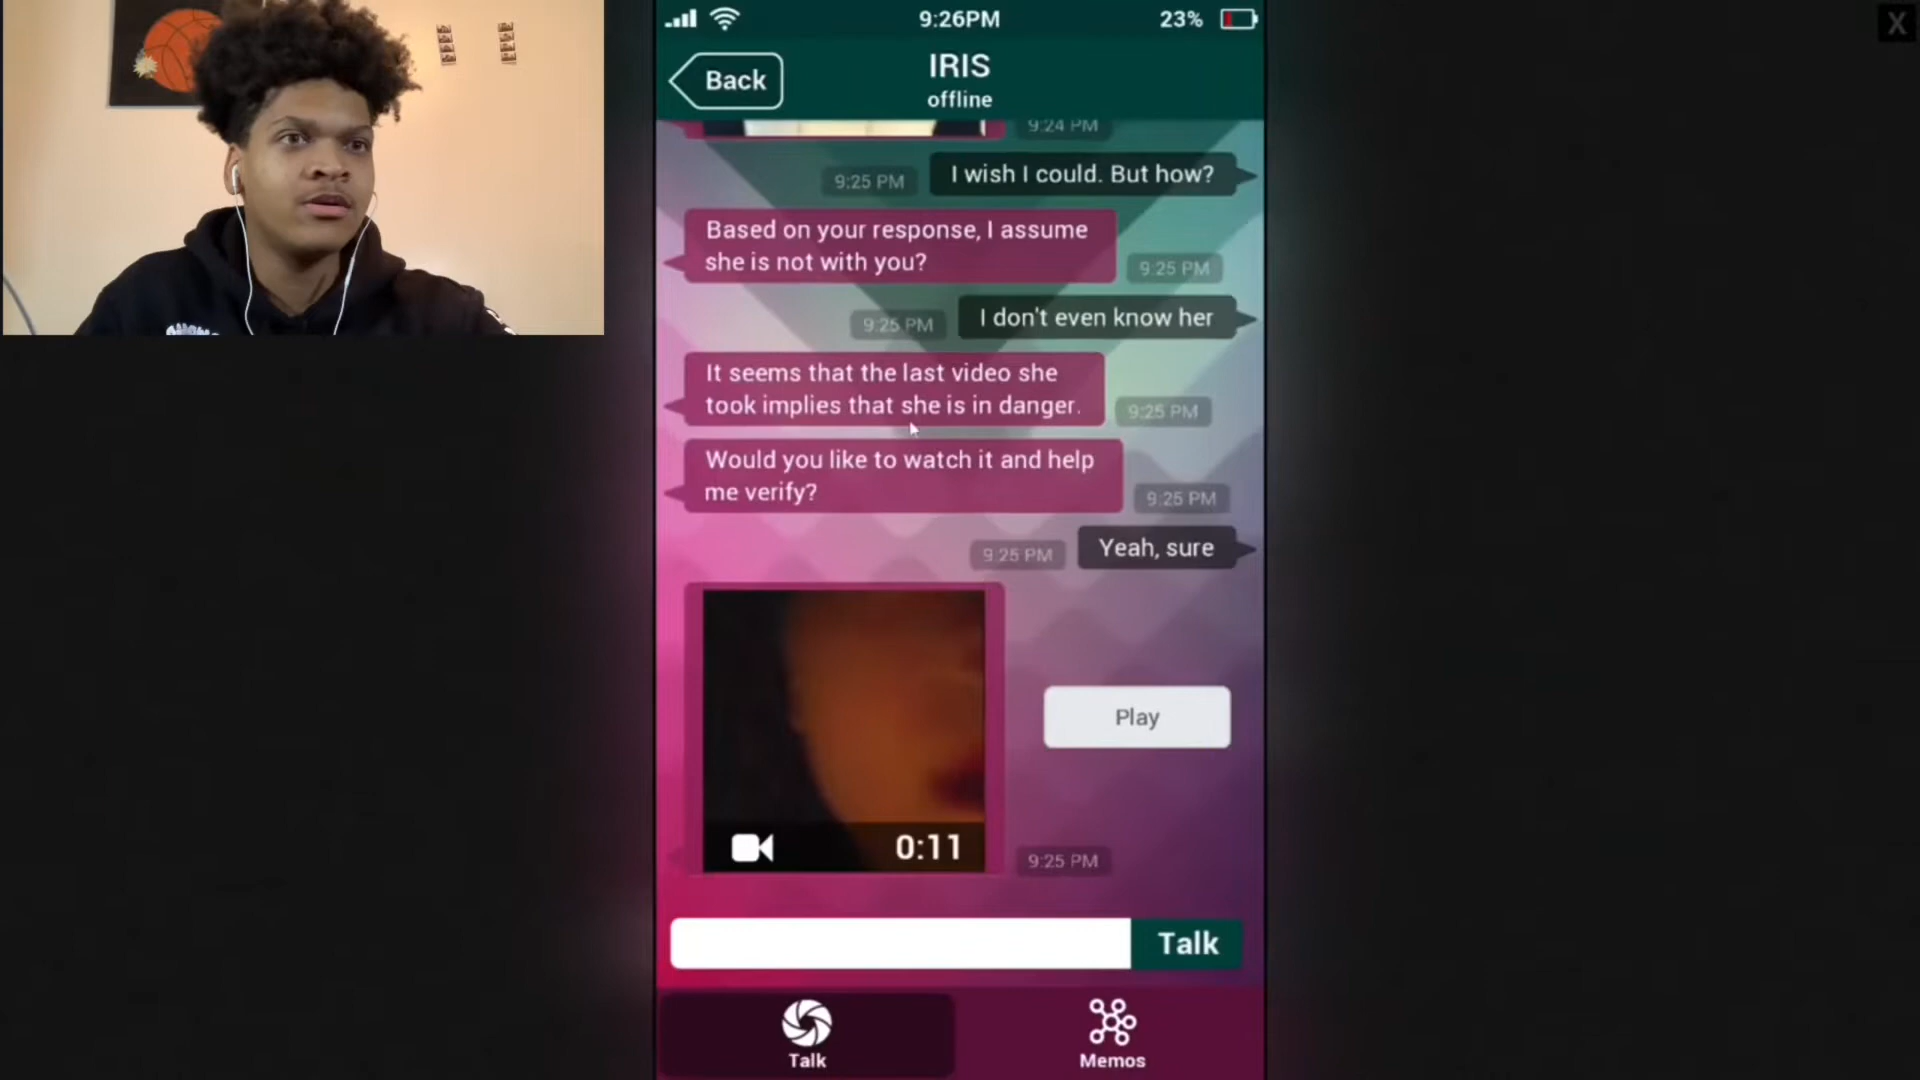 9:26PM
23%
X
Back
IRIS
offline
9:24 PM
I wish I could. But how?
9:25 PM
Based on your response, I assume
she is not with you?
9:25 PM
I don't even know her
9:25 PM
It seems that the last video she
took implies that she is in danger.
9:25 PM
Would you like to watch it and help
me verify?
9:25 PM
Yeah, sure
9:25 PM
Play
0:11
9:25 PM
Talk
Talk
Memos